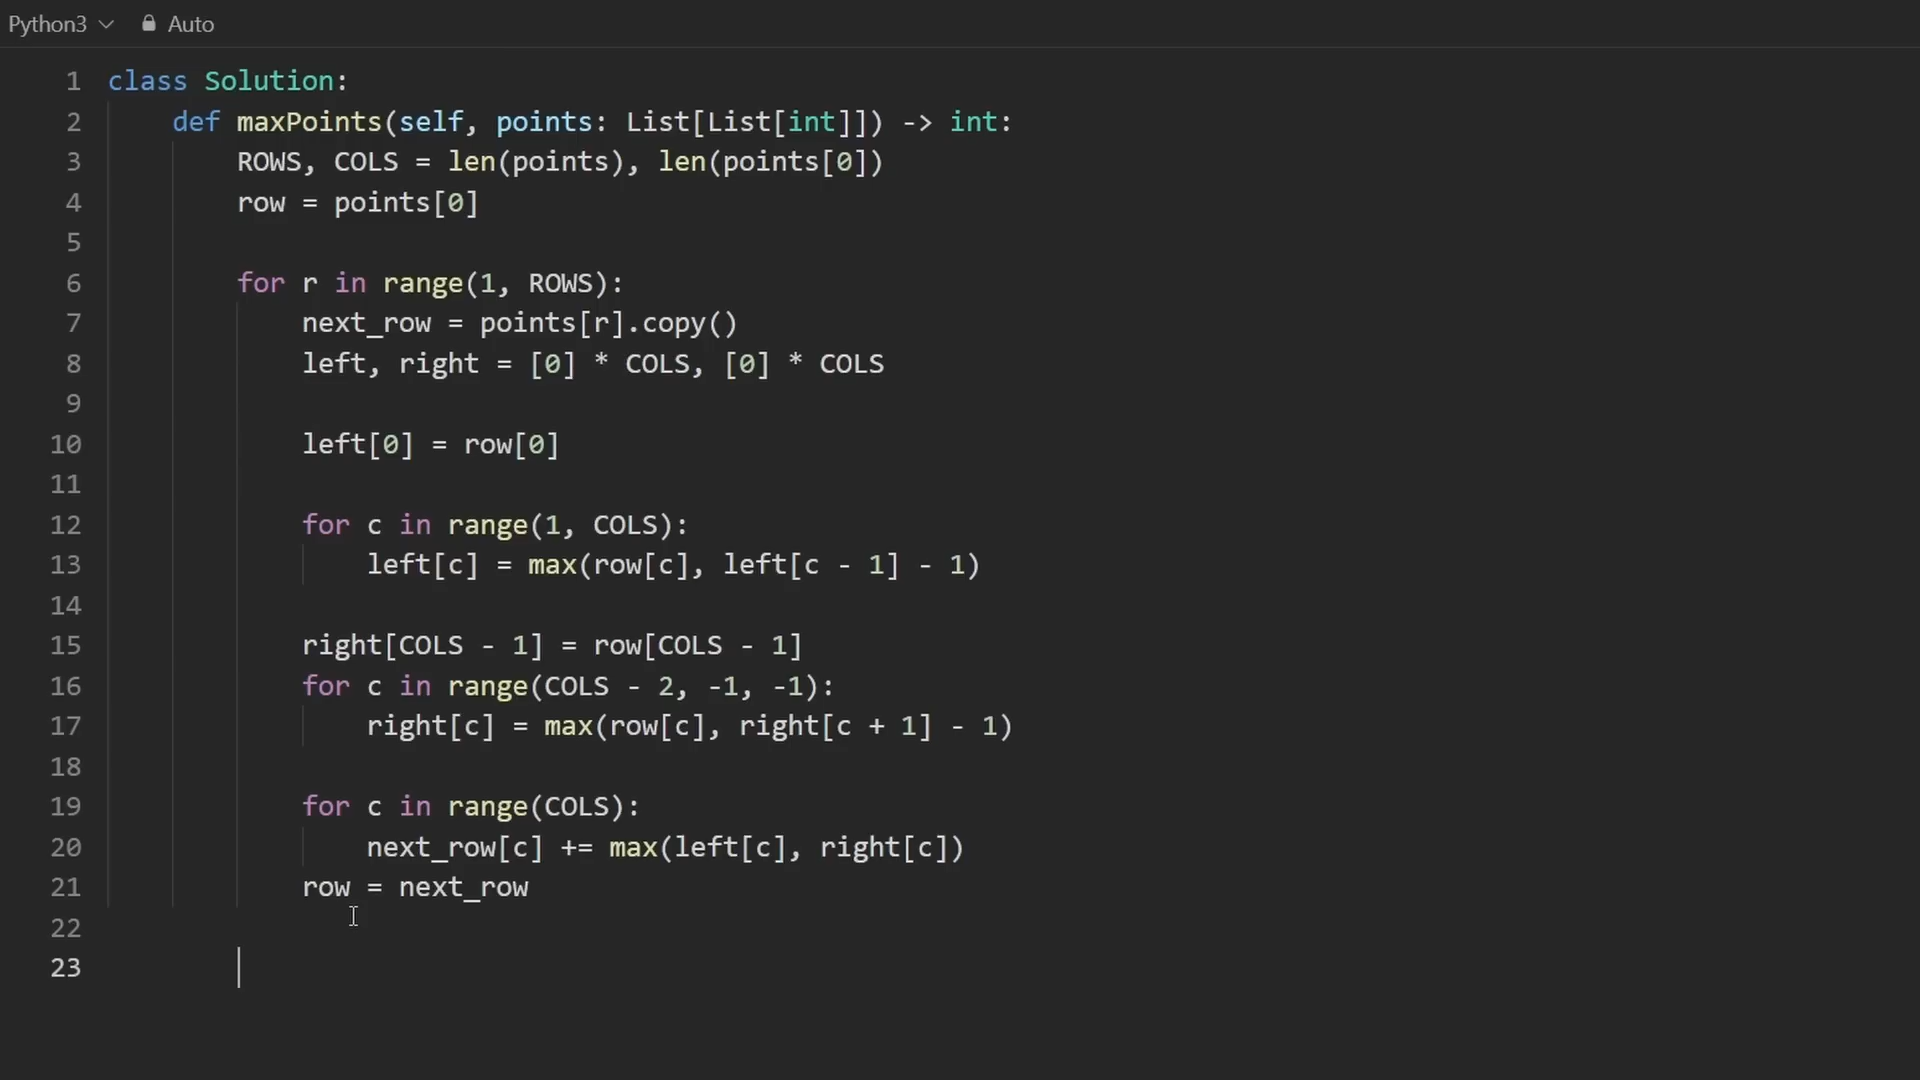 Python3 Auto
1 class Solution:
2 def maxPoints(self, points: List[List[int]]) -> int:
3 ROWS, COLS = len(points), len(points[0])
4 row = points[0]
5
6 for r in range(1, ROWS):
7 next_row = points[r].copy()
8 left, right = [0] * COLS, [0] * COLS
9
10 left[0] = row[0]
11
12 for c in range(1, COLS):
13 left[c] = max(row[c], left[c - 1] - 1)
14
15 right[COLS - 1] = row[COLS - 1]
16 for c in range(COLS - 2, -1, -1):
17 right[c] = max(row[c], right[c + 1] - 1)
18
19 for c in range(COLS):
20 next_row[c] += max(left[c], right[c])
21 row = next_row
22
23